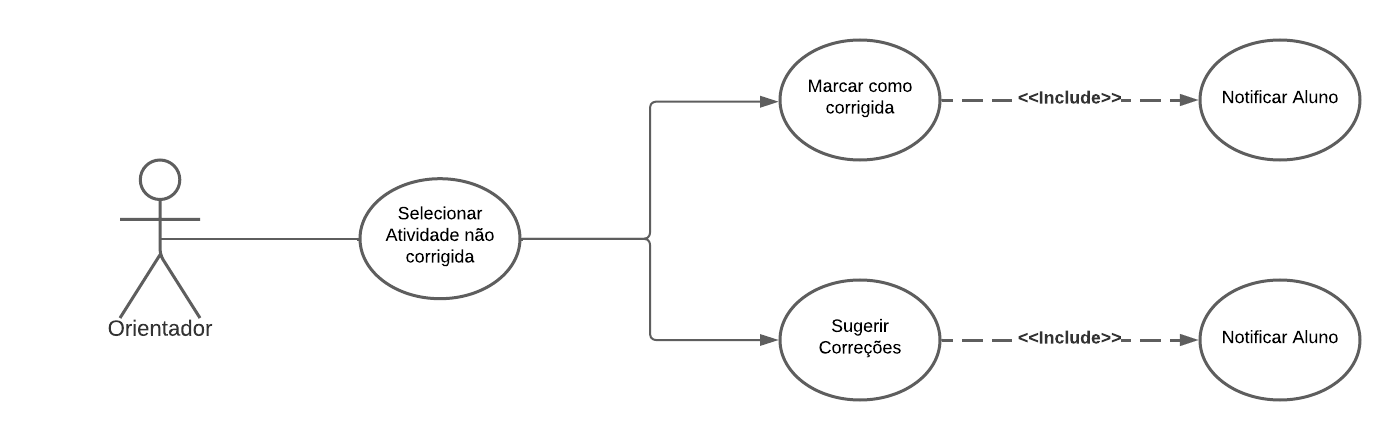 Marcar como
corrigida
<<Include>>
Notificar Aluno
Selecionar
Atividade não
corrigida
Orientador
Sugerir
Correções
<<Include>>
Notificar Aluno